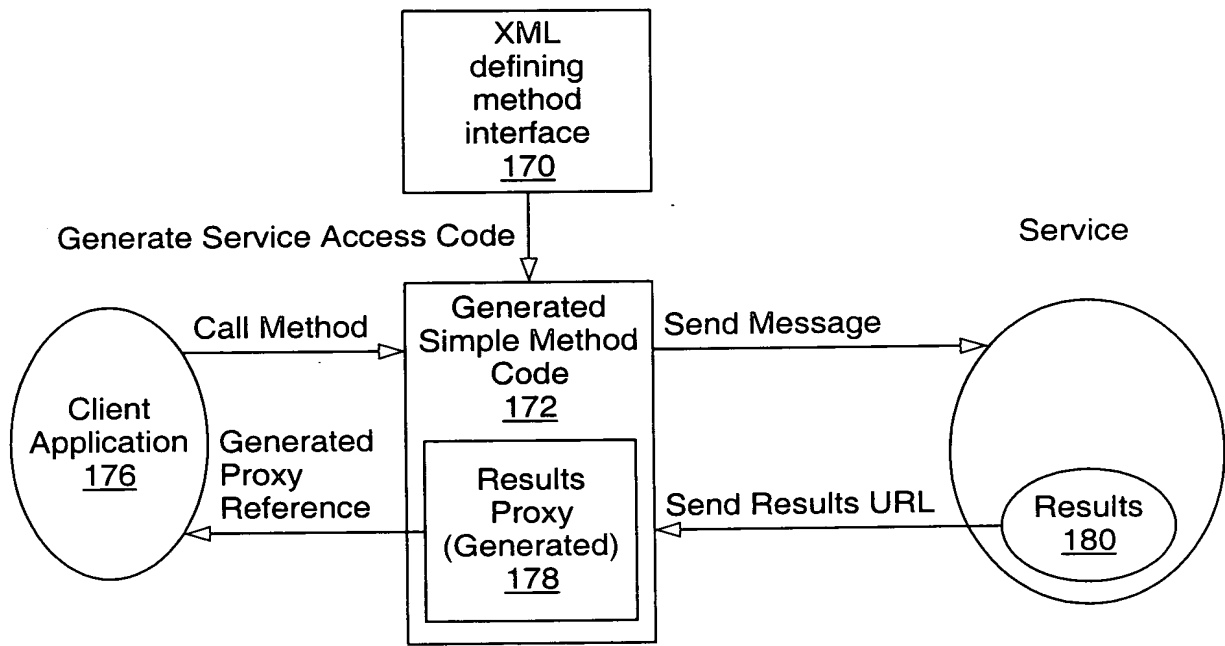 XML
defining
method
interface
170
Generate Service Access Code
Service
Call Method
Generated
Simple Method
Code
172
Send Message
Client
Application
176
Generated
Proxy
Reference
Results
Proxy
(Generated)
178
Send Results URL
Results
180